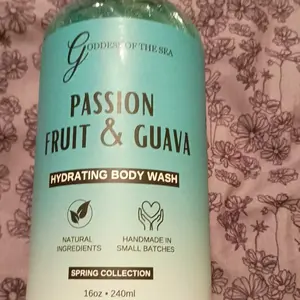 GODDESS OF THE SEA
PASSION
FRUIT & GUAVA
HYDRATING BODY WASH
NATURAL
INGREDIENTS
HANDMADE IN
SMALL BATCHES
SPRING COLLECTION
16oz • 240ml